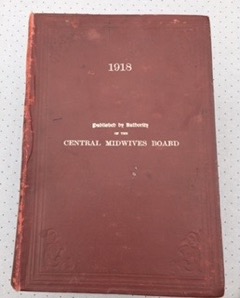 1918
Published by Authority
OF THE
CENTRAL MIDWIVES BOARD